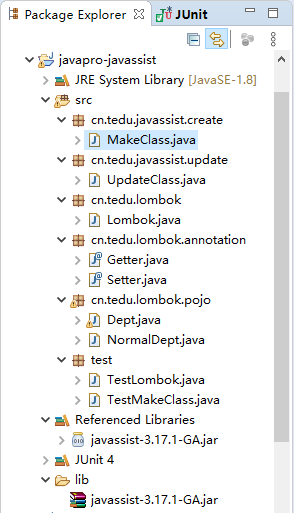 Package Explorer JUnit
javapro-javassist
JRE System Library [JavaSE-1.8]
src
cn.tedu.javassist.create
MakeClass.java
cn.tedu.javassist.update
UpdateClass.java
cn.tedu.lombok
Lombok.java
cn.tedu.lombok.annotation
Getter.java
Setter.java
cn.tedu.lombok.pojo
Dept.java
NormalDept.java
test
TestLombok.java
TestMakeClass.java
Referenced Libraries
javassist-3.17.1-GA.jar
JUnit 4
lib
javassist-3.17.1-GA.jar